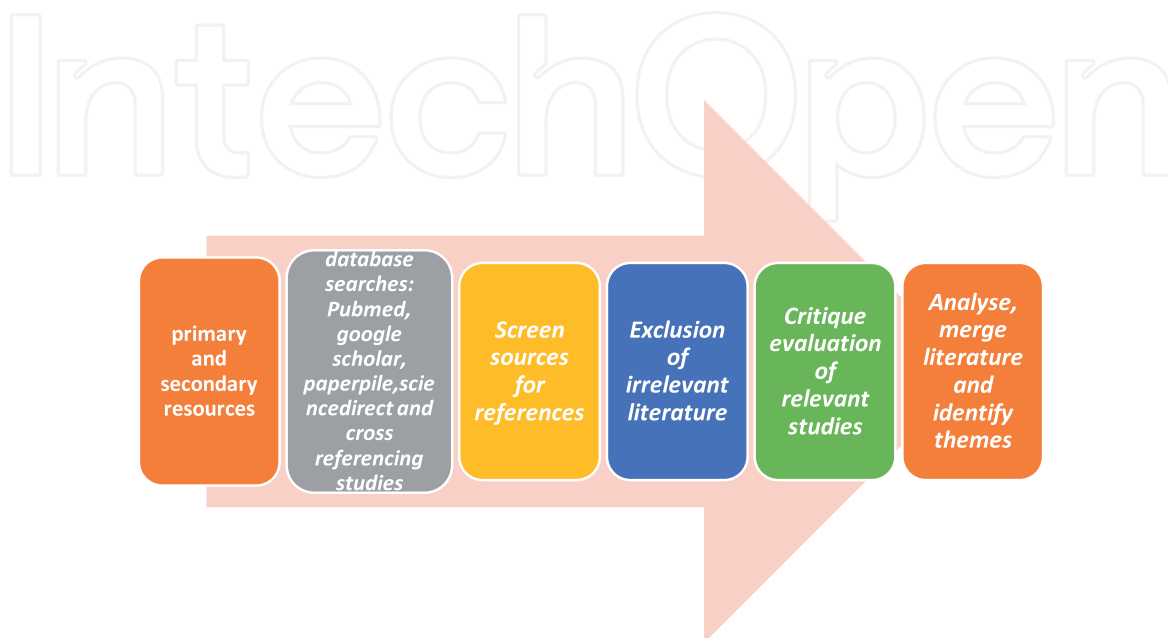 IntechOpen
primary
and
secondary
resources
database
searches:
Pubmed,
google
scholar,
paperpile,scie
ncedirect and
cross
referencing
studies
Screen
sources
for
references
Exclusion
of
irrelevant
literature
Critique
evaluation
of
relevant
studies
Analyse,
merge
literature
and
identify
themes